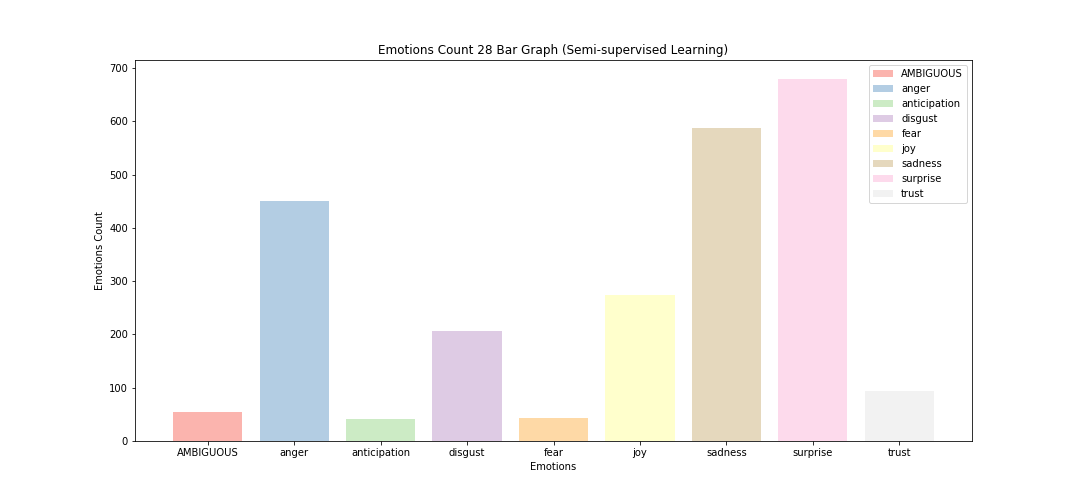 Emotions Count 28 Bar Graph (Semi-supervised Learning)
700
600
500
400
300
200
100
0
Emotions Count
AMBIGUOUS
anger
anticipation
disgust
fear
joy
sadness
surprise
trust
AMBIGUOUS anger anticipation disgust fear joy sadness surprise trust
Emotions